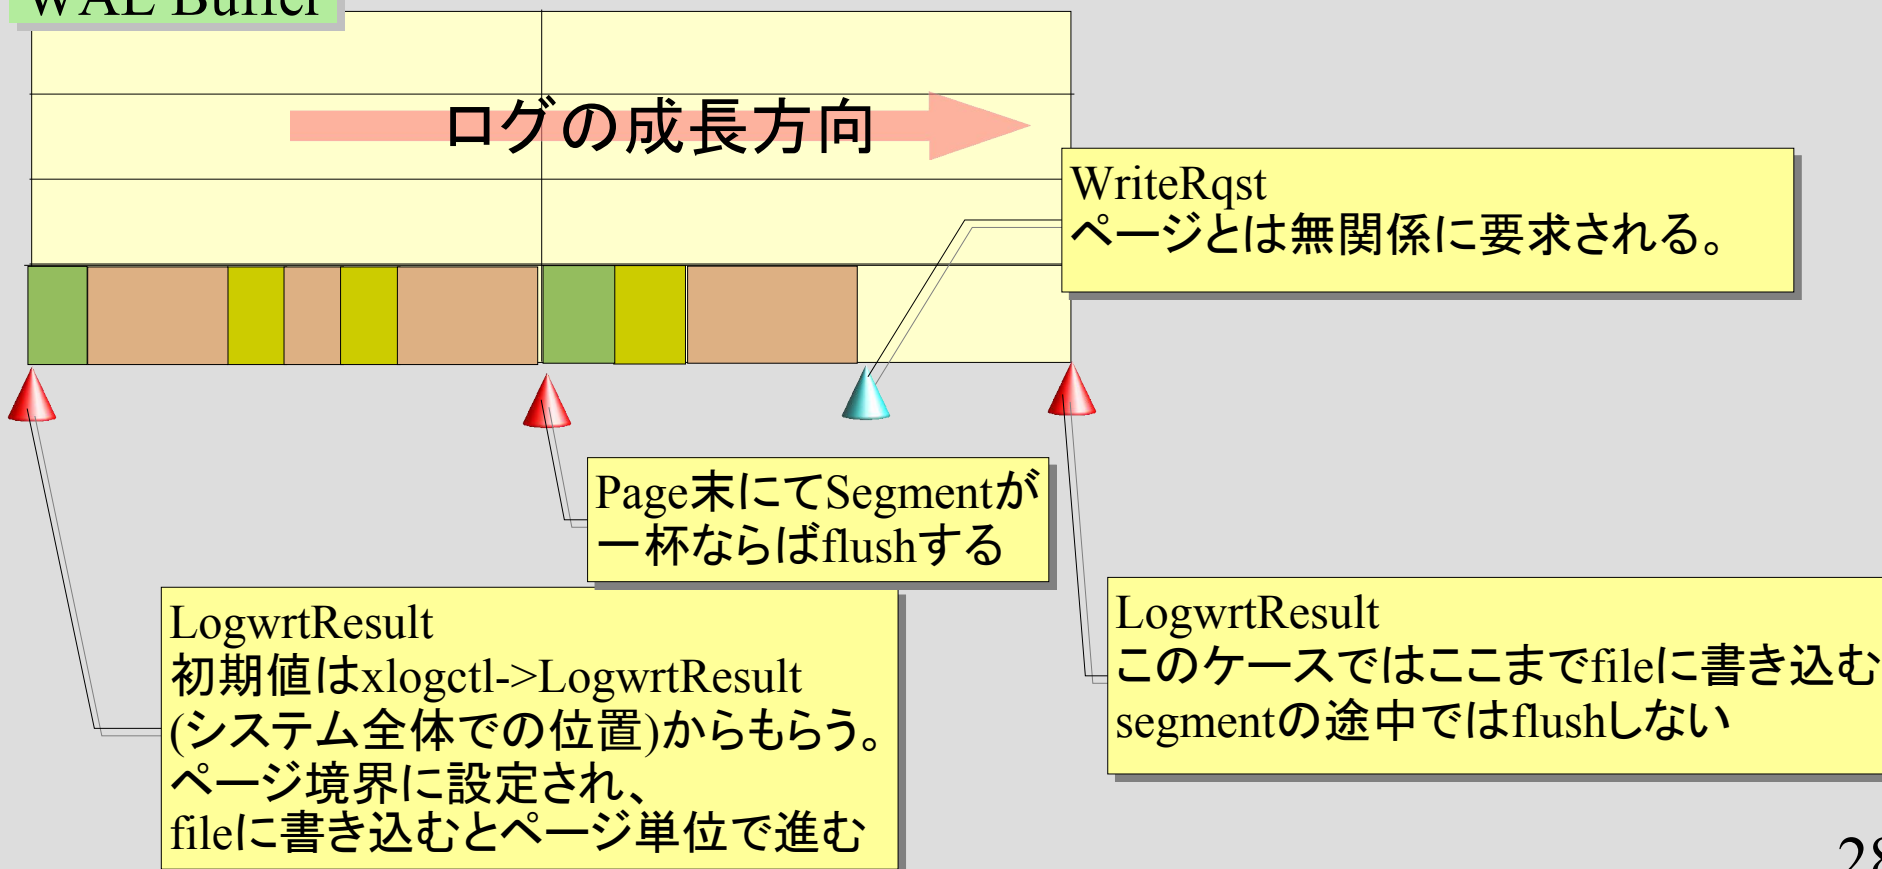 WAL Buffer
ログの成長方向
WriteRqst
ページとは無関係に要求される。
Page末にてSegmentが
一杯ならばflushする
LogwrtResult
初期値はxlogctl->LogwrtResult
(システム全体での位置)からもらう。
ページ境界に設定され、
fileに書き込むとページ単位で進む
LogwrtResult
このケースではここまでfileに書き込む
segmentの途中ではflushしない
28